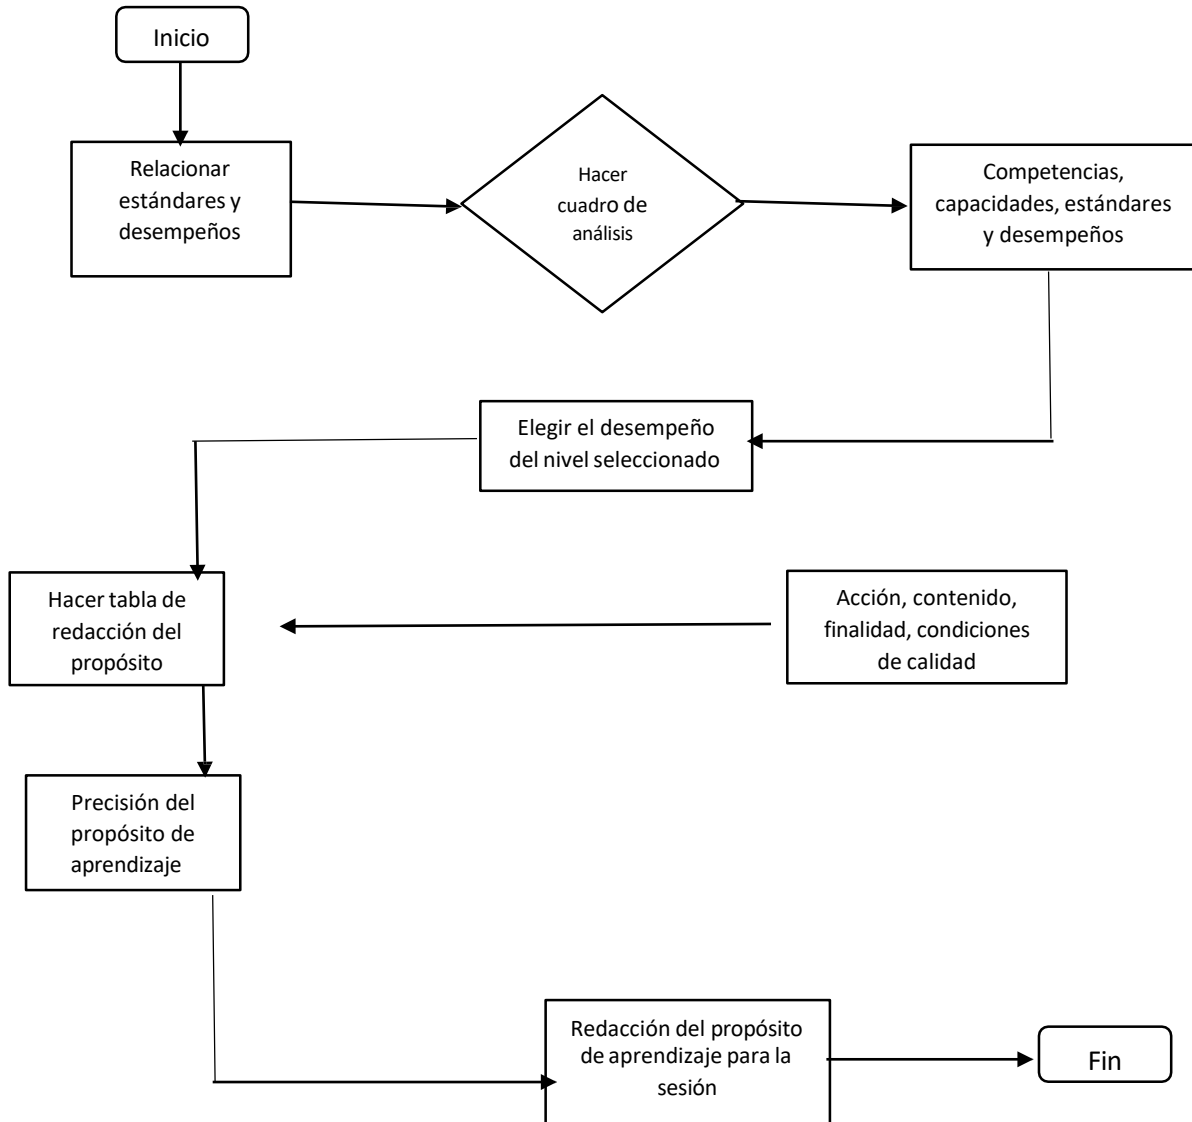 Inicio
Relacionar
estándares y
desempeños
Hacer
cuadro de
análisis
Competencias,
capacidades, estándares
y desempeños
Elegir el desempeño
del nivel seleccionado
Hacer tabla de
redacción del
propósito
Acción, contenido,
finalidad, condiciones
de calidad
Precisión del
propósito de
aprendizaje
Redacción del propósito
de aprendizaje para la
sesión
Fin